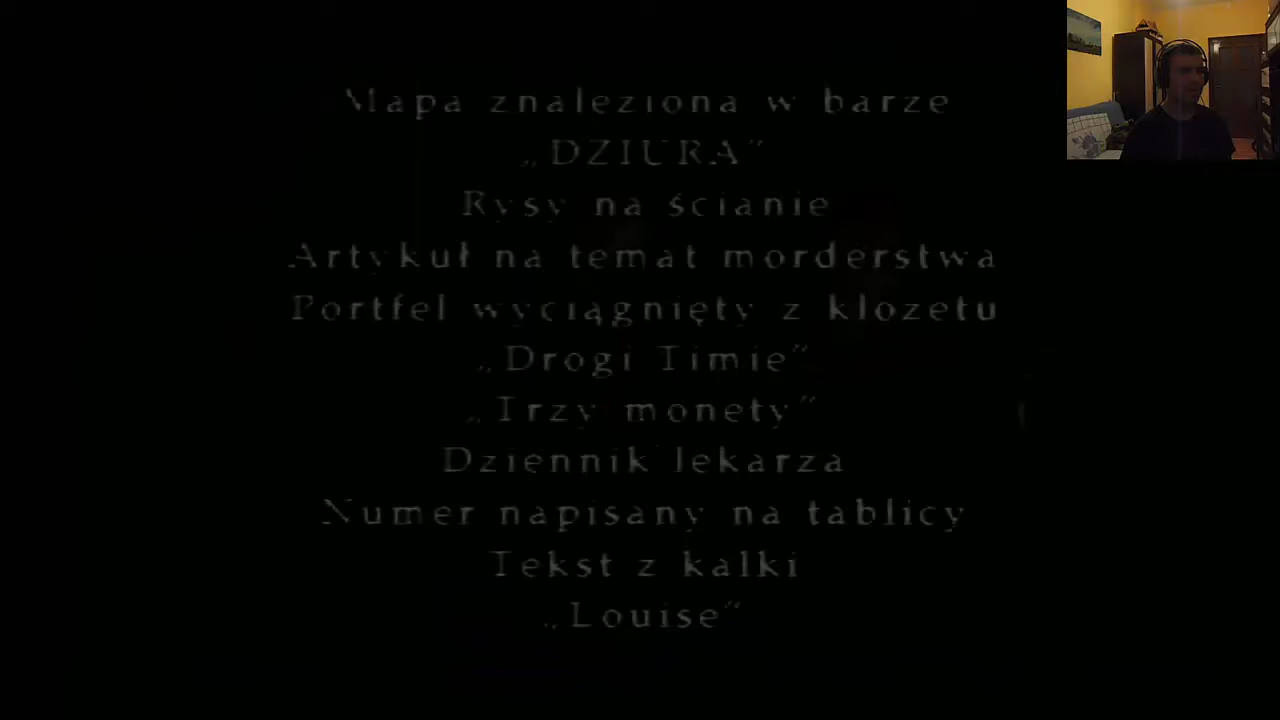 Mapa znaleziona w barze
„DZIURA”
Rysy na ścianie
Artykuł na temat morderstwa
Portfel wyciągnięty z klozetu
„Drogi Timie”
„Trzy monety”
Dziennik lekarza
Numer napisany na tablicy
Tekst z kalki
„Louise”